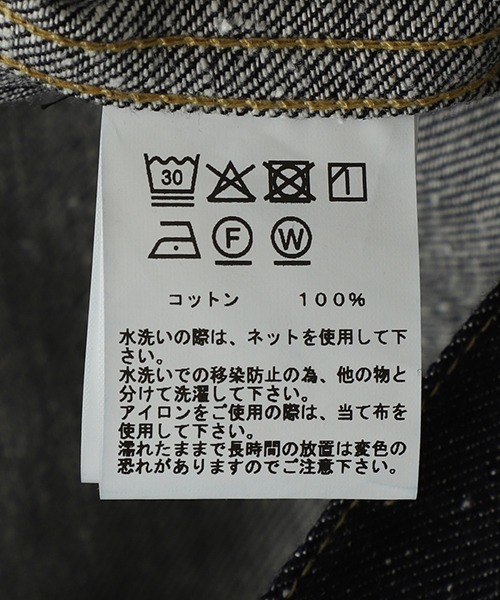 30
F W
コットン 100%
水洗いの際は、ネットを使用して下
さい。
水洗いでの移染防止の為、他の物と
分けて洗濯して下さい。
アイロンをご使用の際は、当て布を
使用して下さい。
濡れたままで長時間の放置は変色の
恐れがありますのでご注意下さい。